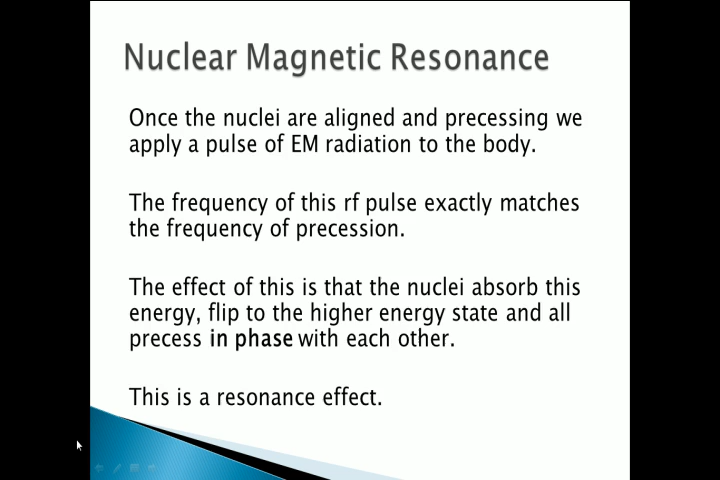 Nuclear Magnetic Resonance
Once the nuclei are aligned and precessing we
apply a pulse of EM radiation to the body.
The frequency of this rf pulse exactly matches
the frequency of precession.
The effect of this is that the nuclei absorb this
energy, flip to the higher energy state and all
precess in phase with each other.
This is a resonance effect.